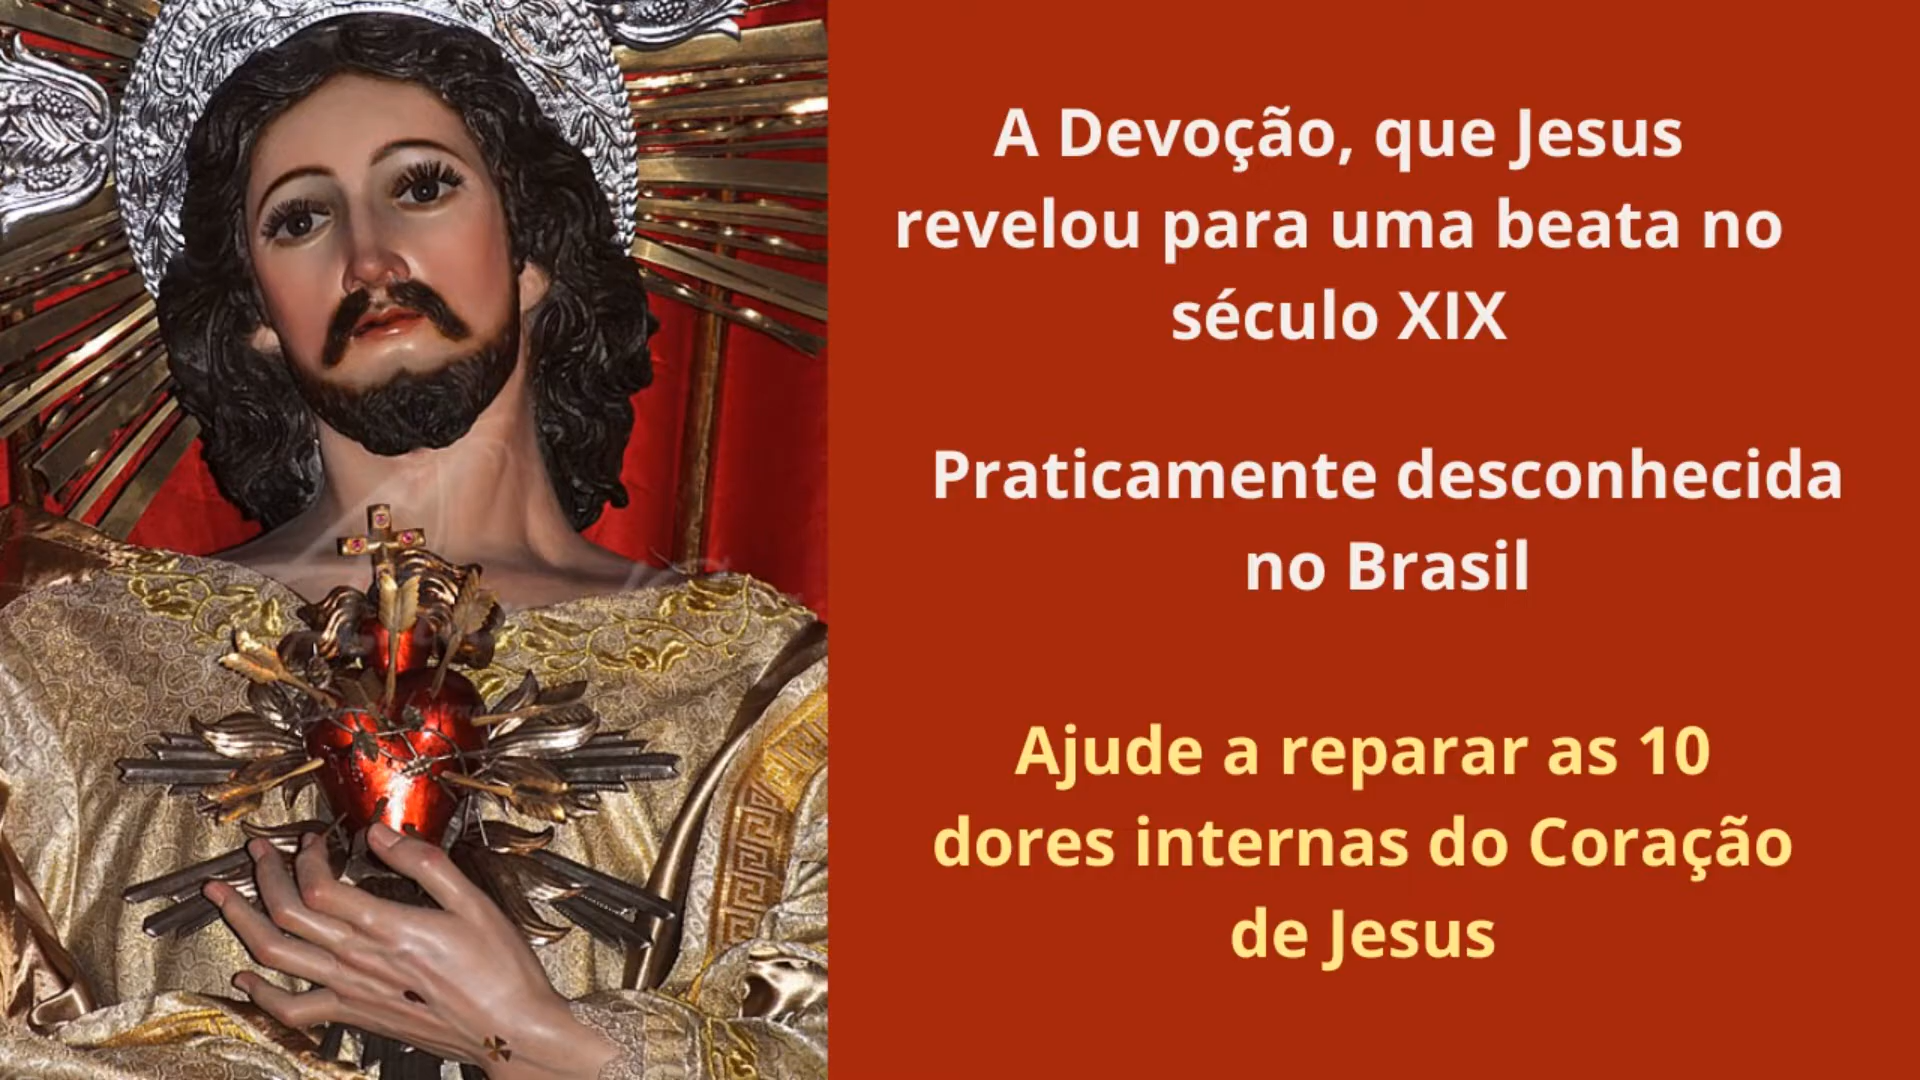 A Devoção, que Jesus
revelou para uma beata no
século XIX
Praticamente desconhecida
no Brasil
Ajude a reparar as 10
dores internas do Coração
de Jesus